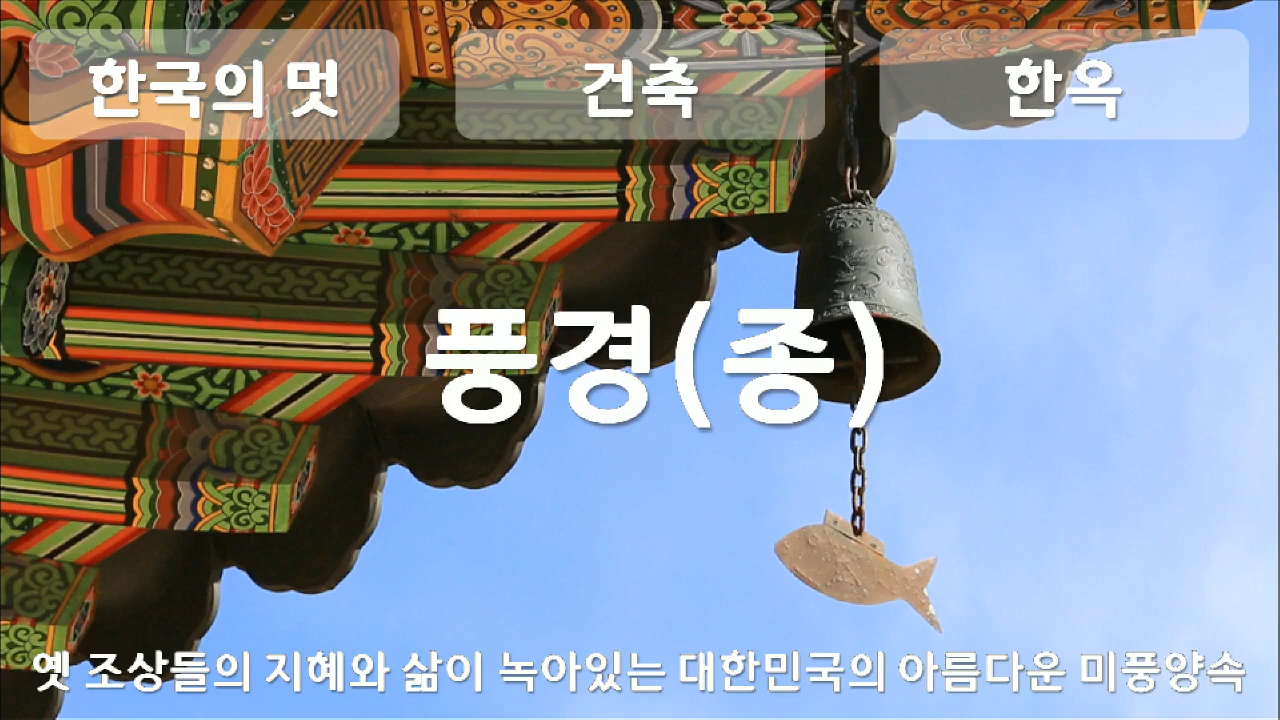 한국의 멋
건축
한옥
풍경(종)
옛 조상들의 지혜와 삶이 녹아있는 대한민국의 아름다운 미풍양속